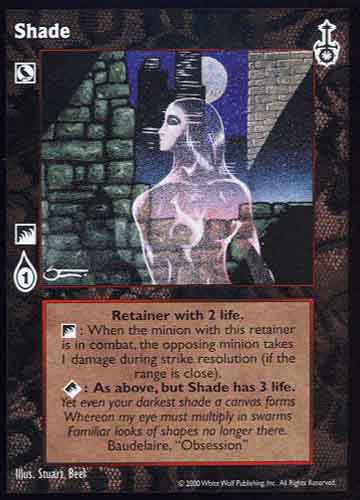 Shade
1
Retainer with 2 life.
: When the minion with this retainer
is in combat, the opposing minion takes
1 damage during strike resolution (if the
range is close).
: As above, but Shade has 3 life.
Yet even your darkest shade a canvas forms
Whereon my eye must multiply in swarms
Familiar looks of shapes no longer there.
Baudelaire, "Obsession"
Illus. Stuart Beel
© 2000 White Wolf Publishing, Inc. All Rights Reserved.